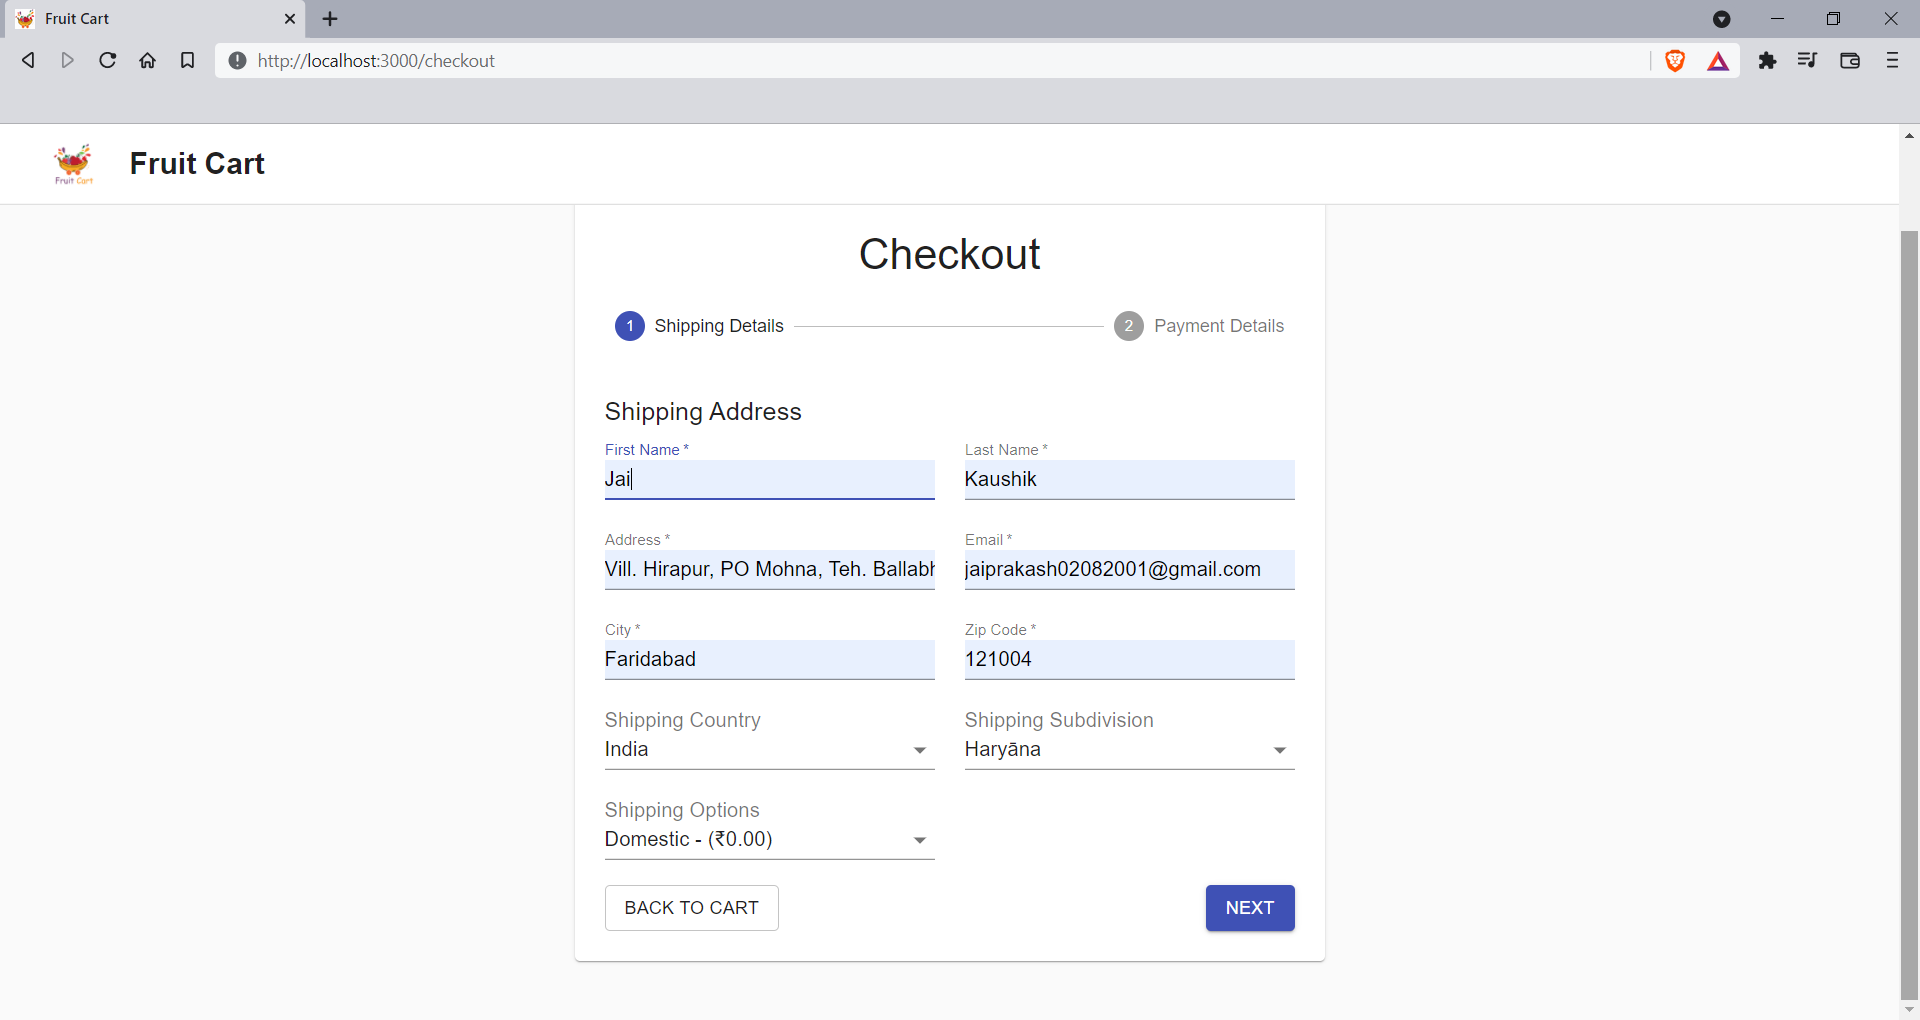 Fruit Cart
http://localhost:3000/checkout
Fruit Cart
Fruit Cart
Checkout
1 Shipping Details 2 Payment Details
Shipping Address
First Name * Last Name *
Jai Kaushik
Address * Email *
Vill. Hirapur, PO Mohna, Teh. Ballabh jaiprakash02082001@gmail.com
City * Zip Code *
Faridabad 121004
Shipping Country Shipping Subdivision
India Haryāna
Shipping Options
Domestic - (₹0.00)
BACK TO CART NEXT